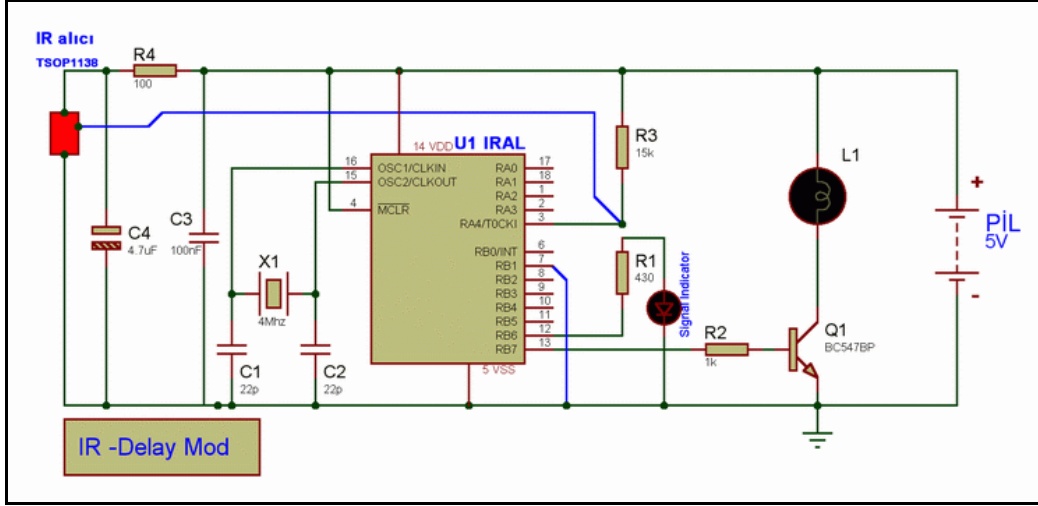 IR alıcı
TSOP1138
R4
100
14 VDD
U1 IRAL
16
OSC1/CLKIN
15
OSC2/CLKOUT
4
MCLR
RA0
17
RA1
18
RA2
1
RA3
2
RA4/T0CKI
3
RB0/INT
6
RB1
7
RB2
8
RB3
9
RB4
10
RB5
11
RB6
12
RB7
13
5 VSS
C4
4.7uF
C3
100nF
X1
4Mhz
C1
22p
C2
22p
R3
15k
R1
430
Signal Indicator
R2
1k
L1
Q1
BC547BP
+
PİL
5V
-
IR -Delay Mod